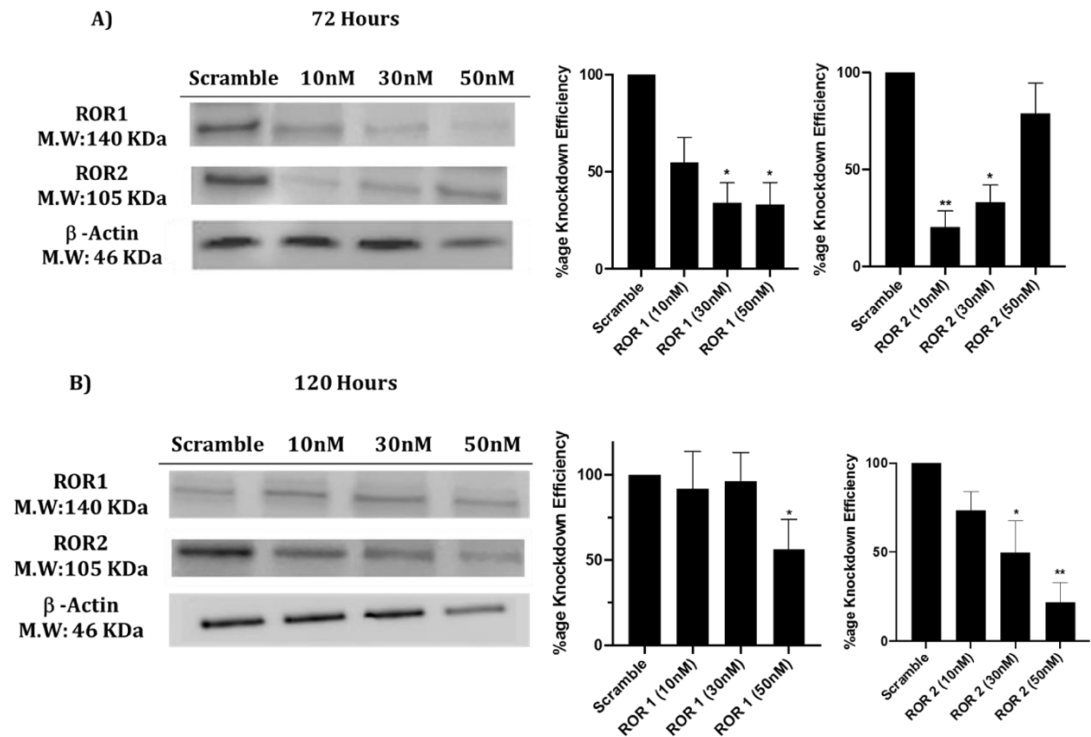 A)
72 Hours
Scramble 10nM 30nM 50nM
ROR1
M.W:140 KDa
ROR2
M.W:105 KDa
β -Actin
M.W: 46 KDa
%age Knockdown Efficiency
100
50
0
*
*
Scramble
ROR 1 (10nM)
ROR 1 (30nM)
ROR 1 (50nM)
%age Knockdown Efficiency
100
50
0
**
*
Scramble
ROR 2 (10nM)
ROR 2 (30nM)
ROR 2 (50nM)
B)
120 Hours
Scramble 10nM 30nM 50nM
ROR1
M.W:140 KDa
ROR2
M.W:105 KDa
β -Actin
M.W: 46 KDa
%age Knockdown Efficiency
100
50
0
*
Scramble
ROR 1 (10nM)
ROR 1 (30nM)
ROR 1 (50nM)
%age Knockdown Efficiency
100
50
0
*
**
Scramble
ROR 2 (10nM)
ROR 2 (30nM)
ROR 2 (50nM)